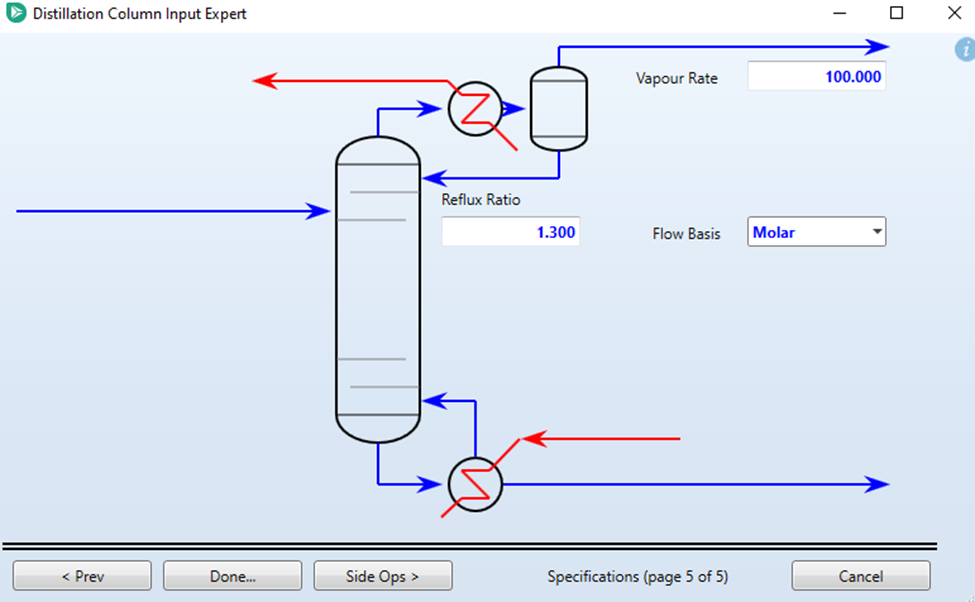 Distillation Column Input Expert
Vapour Rate 100.000
Reflux Ratio
1.300
Flow Basis Molar
< Prev Done... Side Ops > Specifications (page 5 of 5) Cancel